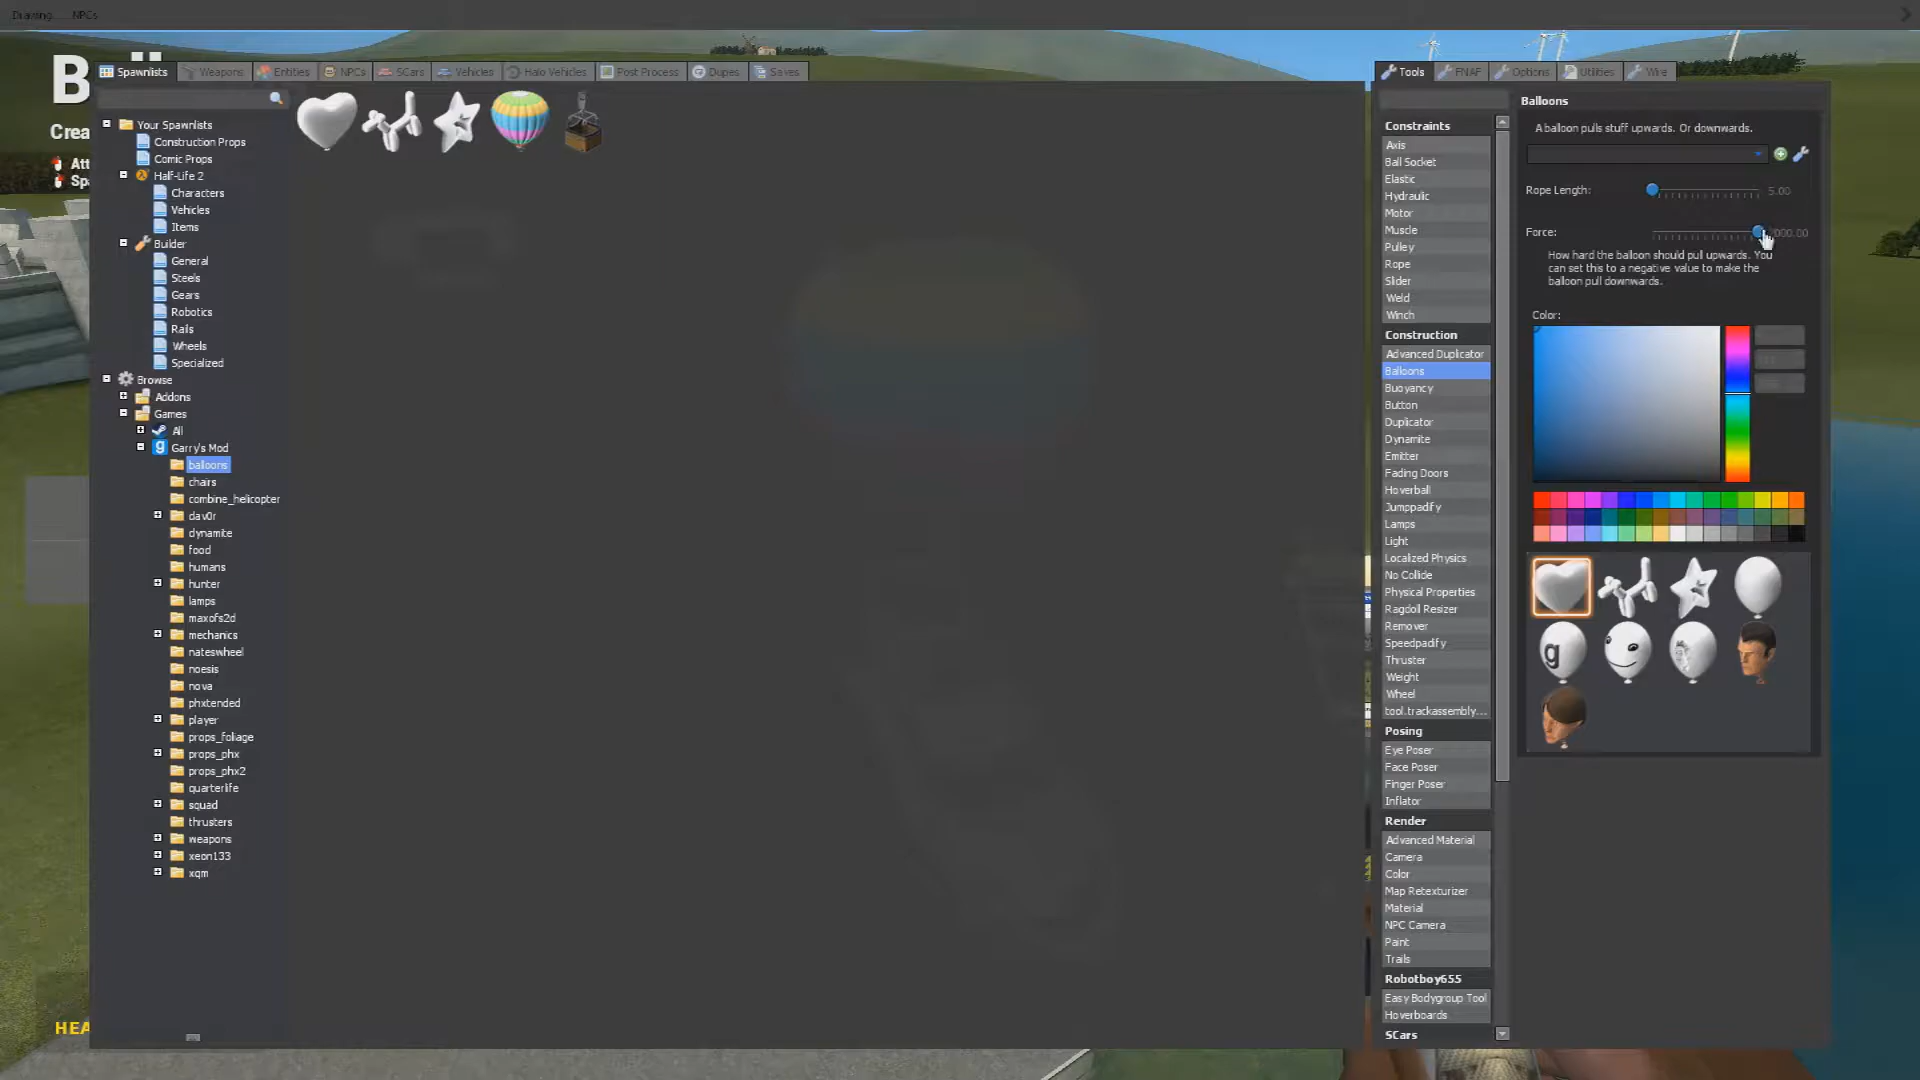 Drawing NPCs
B
Crea
Att
Sp
HEA
Spawnlists
Weapons
Entities
NPCs
SCars
Vehicles
Halo Vehicles
Post Process
Dupes
Saves
Your Spawnlists
Construction Props
Comic Props
Half-Life 2
Characters
Vehicles
Items
Builder
General
Steels
Gears
Robotics
Rails
Wheels
Specialized
Browse
Addons
Games
All
g Garry's Mod
balloons
chairs
combine_helicopter
dav0r
dynamite
food
humans
hunter
lamps
maxofs2d
mechanics
nateswheel
noesis
nova
phxtended
player
props_foliage
props_phx
props_phx2
quarterlife
squad
thrusters
weapons
xeon133
xqm
Tools
FNAF
Options
Utilities
Wire
Constraints
Axis
Ball Socket
Elastic
Hydraulic
Motor
Muscle
Pulley
Rope
Slider
Weld
Winch
Construction
Advanced Duplicator
Balloons
Buoyancy
Button
Duplicator
Dynamite
Emitter
Fading Doors
Hoverball
Jumppadify
Lamps
Light
Localized Physics
No Collide
Physical Properties
Ragdoll Resizer
Remover
Speedpadify
Thruster
Weight
Wheel
tool.trackassembly...
Posing
Eye Poser
Face Poser
Finger Poser
Inflator
Render
Advanced Material
Camera
Color
Map Retexturizer
Material
NPC Camera
Paint
Trails
Robotboy655
Easy Bodygroup Tool
Hoverboards
SCars
Balloons
A balloon pulls stuff upwards. Or downwards.
Rope Length: 5.00
Force: 000.00
How hard the balloon should pull upwards. You
can set this to a negative value to make the
balloon pull downwards.
Color:
g